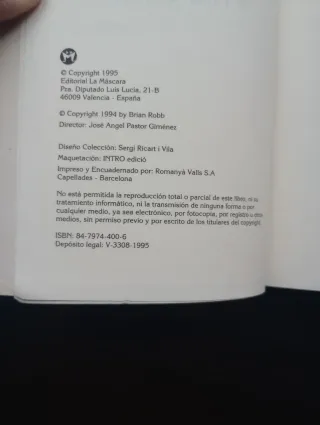 © Copyright 1995
Editorial La Máscara
Pza. Diputado Luis Lucia, 21-B
46009 Valencia - España
© Copyright 1994 by Brian Robb
Director: José Angel Pastor Giménez
Diseño Colección: Sergi Ricart i Vila
Maquetación: INTRO edició
Impreso y Encuadernado por: Romanyà Valls S.A
Capellades - Barcelona
No está permitida la reproducción total o parcial de este libro, ni su
tratamiento informático, ni la transmisión de ninguna forma o por
cualquier medio, ya sea electrónico, por fotocopia, por registro u otros
medios, sin permiso previo y por escrito de los titulares del copyright.
ISBN: 84-7974-400-6
Depósito legal: V-3308-1995